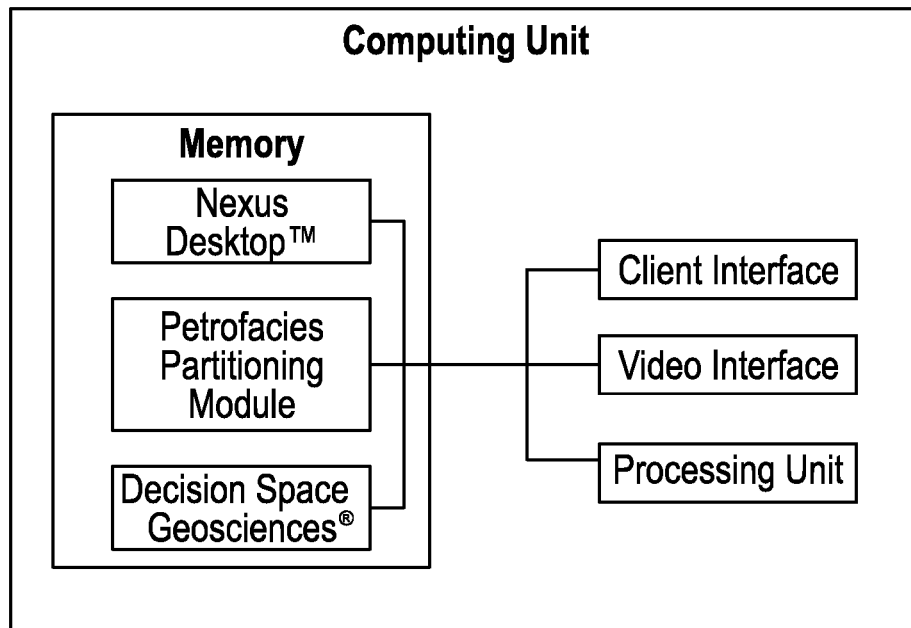 Computing Unit
Memory
Nexus
Desktop™
Petrofacies
Partitioning
Module
Decision Space
Geosciences®
Client Interface
Video Interface
Processing Unit